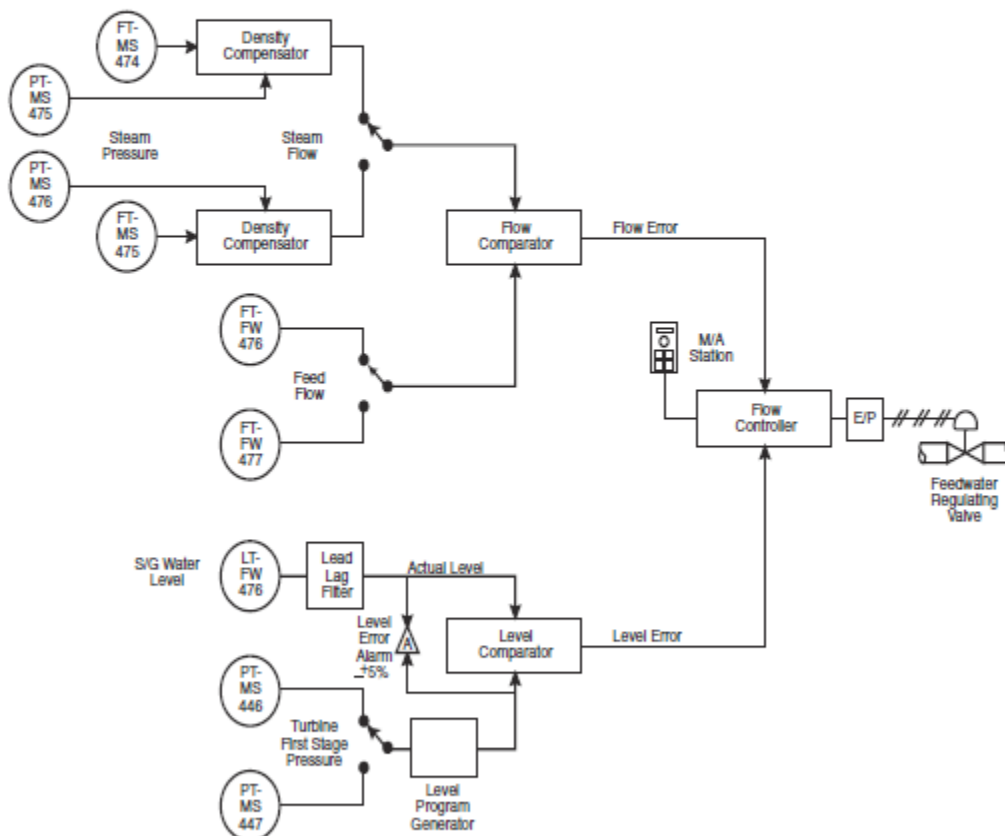 FT-
MS
474
Density
Compensator
PT-
MS
475
Steam
Pressure
Steam
Flow
PT-
MS
476
FT-
MS
475
Density
Compensator
Flow
Comparator
Flow Error
FT-
FW
476
Feed
Flow
FT-
FW
477
M/A
Station
Flow
Controller
E/P
Feedwater
Regulating
Valve
S/G Water
Level
LT-
FW
476
Lead
Lag
Filter
Actual Level
Level
Error
Alarm
±5%
A
Level
Comparator
Level Error
PT-
MS
446
Turbine
First Stage
Pressure
PT-
MS
447
Level
Program
Generator